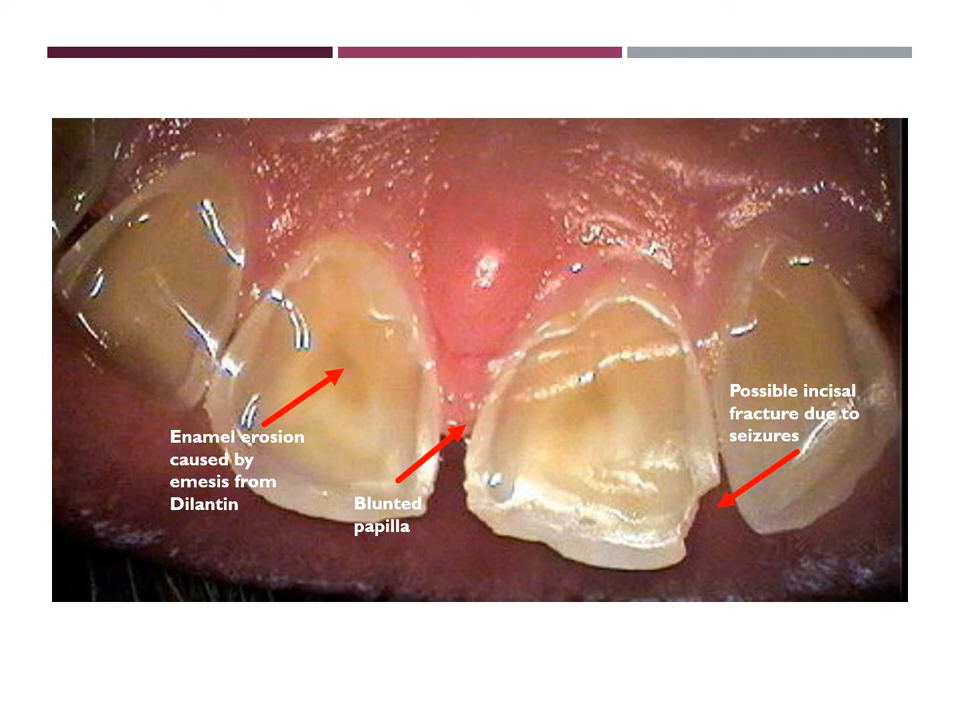 Enamel erosion
caused by
emesis from
Dilantin
Blunted
papilla
Possible incisal
fracture due to
seizures